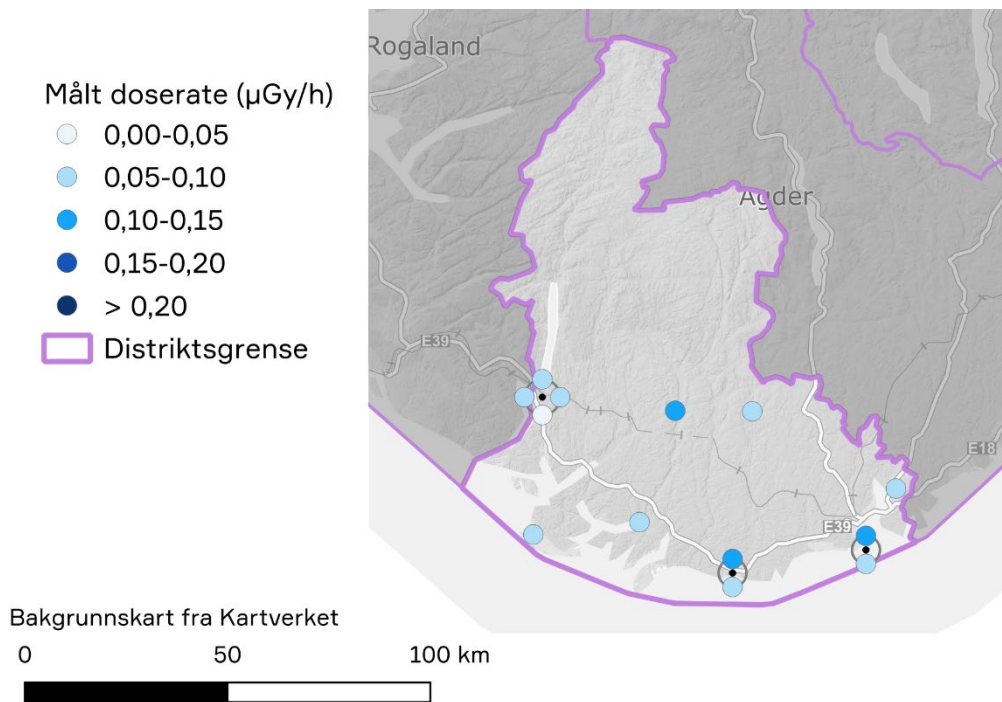 Rogaland
Målt doserate (µGy/h)
0,00-0,05
0,05-0,10
0,10-0,15
0,15-0,20
> 0,20
Distriktsgrense
Agder
E39
E18
E39
Bakgrunnskart fra Kartverket
0 50 100 km